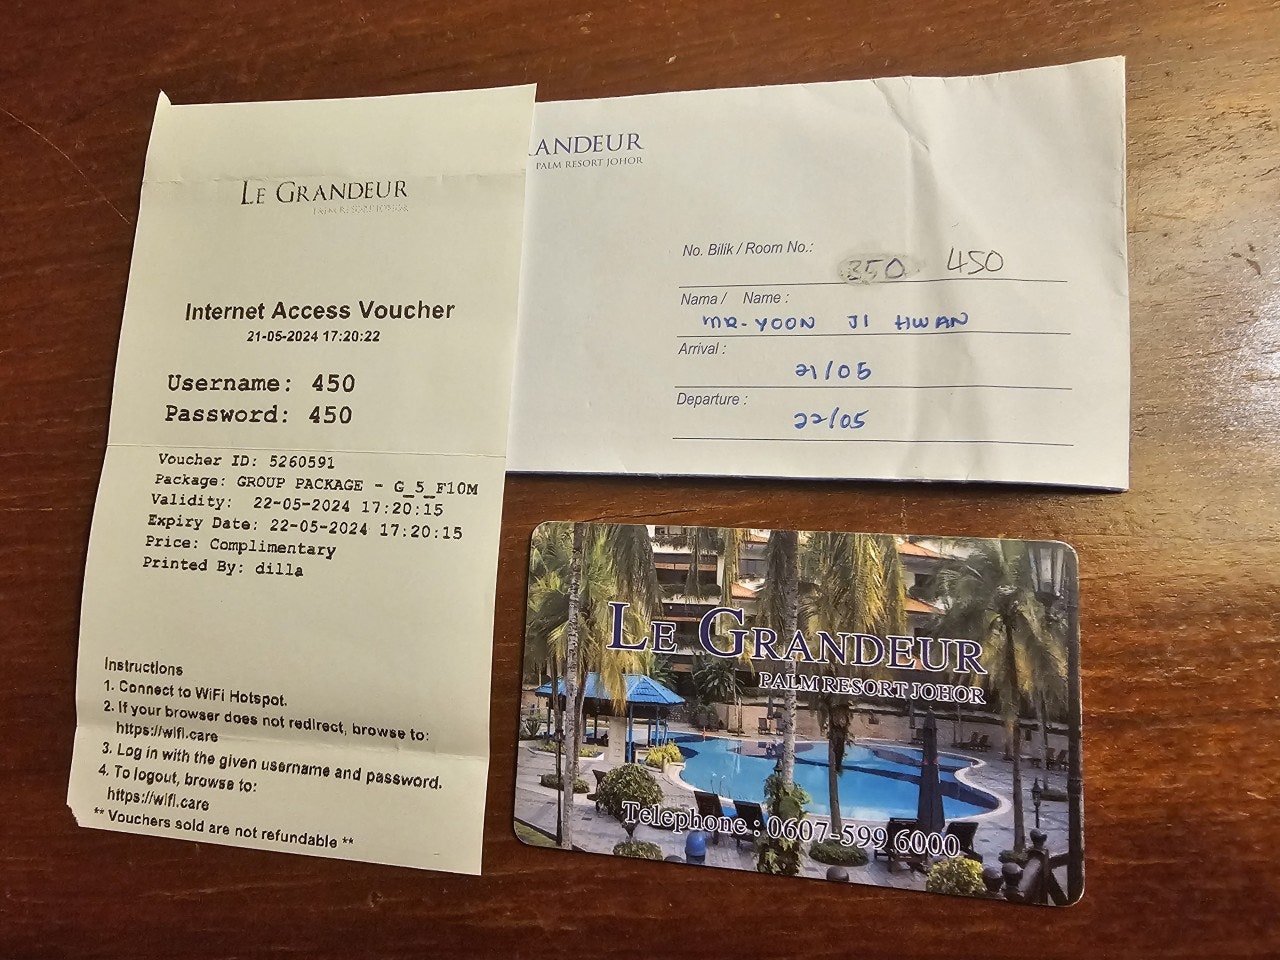 LE GRANDEUR
PALM RESORT JOHOR
Internet Access Voucher
21-05-2024 17:20:22
Username: 450
Password: 450
Voucher ID: 5260591
Package: GROUP PACKAGE - G_5_F10M
Validity: 22-05-2024 17:20:15
Expiry Date: 22-05-2024 17:20:15
Price: Complimentary
Printed By: dilla
Instructions
1. Connect to WiFi Hotspot.
2. If your browser does not redirect, browse to:
https://wifi.care
3. Log in with the given username and password.
4. To logout, browse to:
https://wifi.care
** Vouchers sold are not refundable **
ANDEUR
PALM RESORT JOHOR
No. Bilik / Room No.: 350 450
Nama / Name :
MR-YOON JI HWAN
Arrival :
21/05
Departure :
22/05
LE GRANDEUR
PALM RESORT JOHOR
Telephone : 0607-599 6000